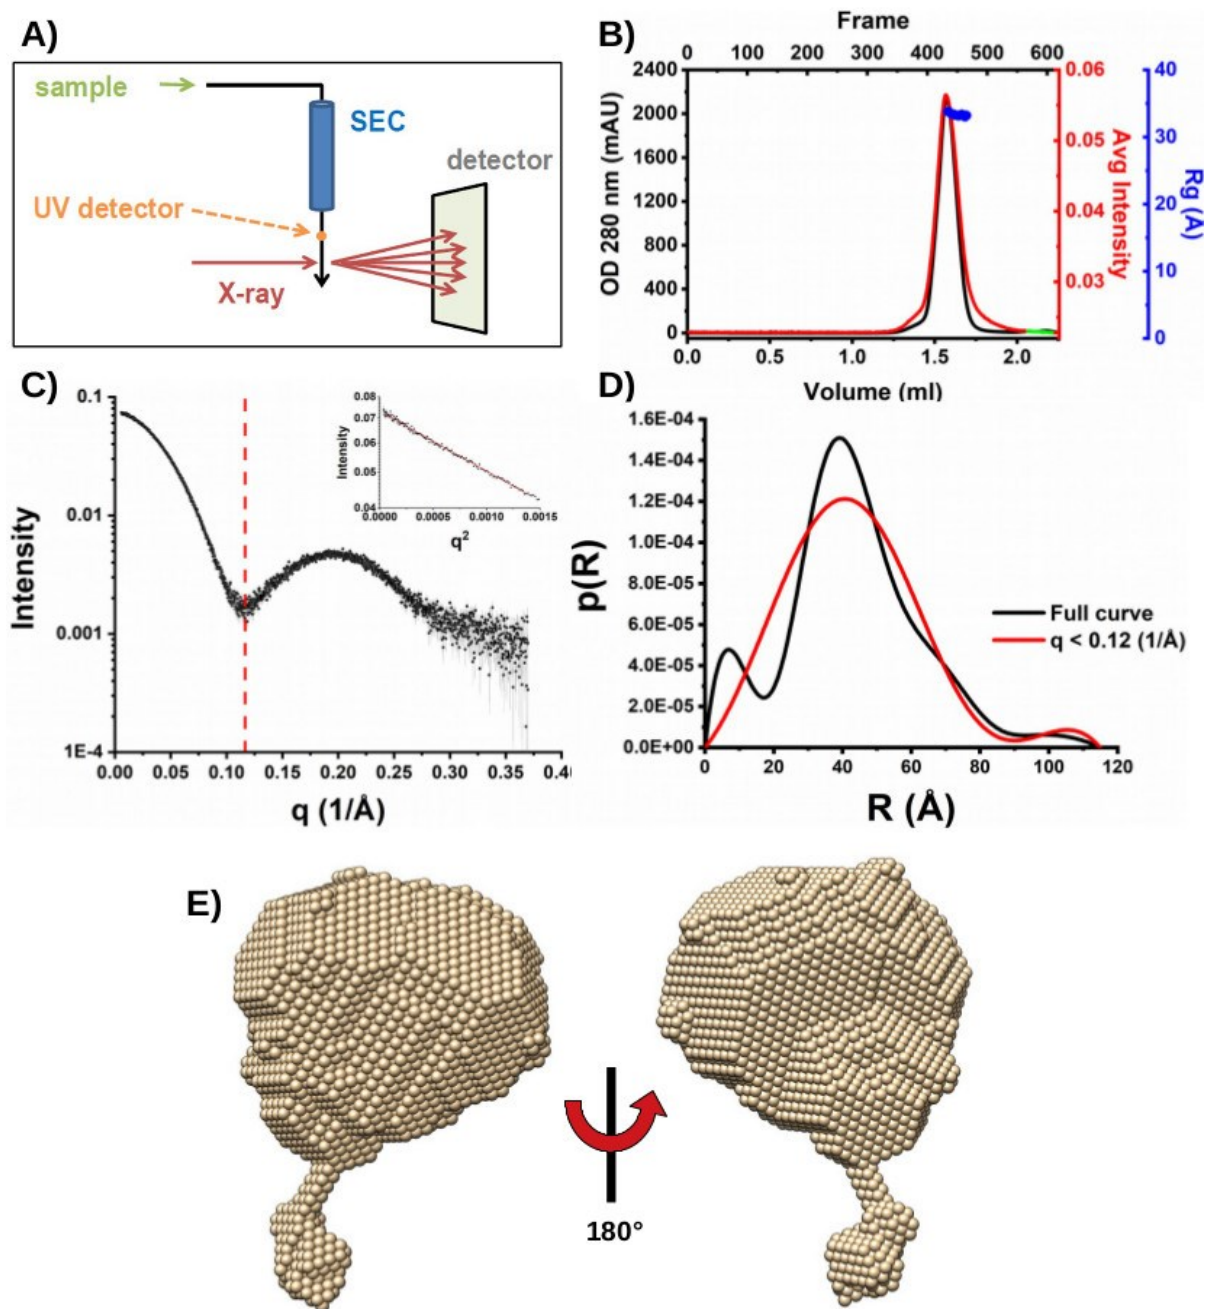 A)
sample
SEC
detector
UV detector
X-ray
B)
Frame
0 100 200 300 400 500 600
2400
2000
1600
1200
800
400
0
OD 280 nm (mAU)
0.0 0.5 1.0 1.5 2.0
Volume (ml)
0.06
0.05
0.04
0.03
Avg Intensity
40
30
20
10
0
Rg (Å)
C)
0.1
0.01
0.001
1E-4
Intensity
0.00 0.05 0.10 0.15 0.20 0.25 0.30 0.35 0.4
q (1/Å)
0.08
0.07
0.06
0.05
0.04
Intensity
0.0000 0.0005 0.0010 0.0015
q²
D)
1.6E-04
1.4E-04
1.2E-04
1.0E-04
8.0E-05
6.0E-05
4.0E-05
2.0E-05
0.0E+00
p(R)
Full curve
q < 0.12 (1/Å)
0 20 40 60 80 100 120
R (Å)
E)
180°